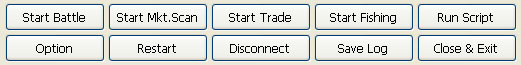 Start Battle Start Mkt.Scan Start Trade Start Fishing Run Script
Option Restart Disconnect Save Log Close & Exit